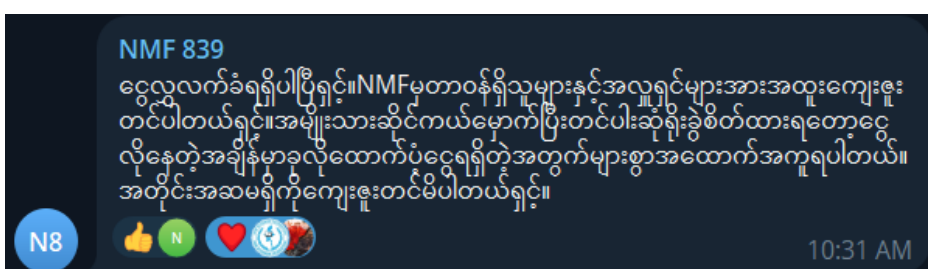 NMF 839
ငွေလွှလက်ခံရရှိပါပြီရှင့်။NMFမှတာဝန်ရှိသူများနှင့်အလှူရှင်များအားအထူးကျေးဇူး
တင်ပါတယ်ရှင့်။အမျိုးသားဆိုင်ကယ်မှောက်ပြီးတင်ပါးဆုံရိုးခွဲစိတ်ထားရတော့ငွေ
လိုနေတဲ့အချိန်မှာခုလိုထောက်ပံ့ငွေရရှိတဲ့အတွက်များစွာအထောက်အကူရပါတယ်။
အတိုင်းအဆမရှိကိုကျေးဇူးတင်မိပါတယ်ရှင့်။
N8
N
10:31 AM